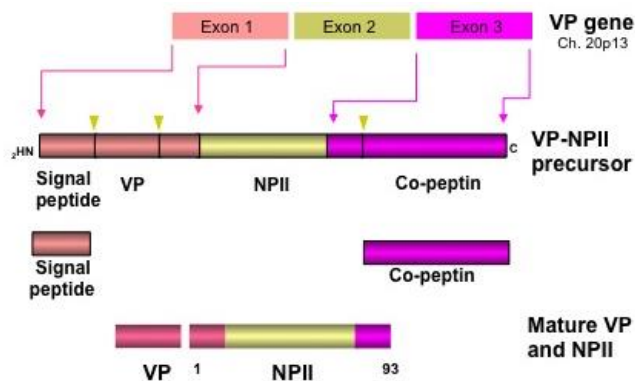 Exon 1 Exon 2 Exon 3 VP gene
Ch. 20p13
₂HN C VP-NPII
precursor
Signal
peptide VP NPII Co-peptin
Signal
peptide
Co-peptin
Mature VP
and NPII
VP 1 NPII 93